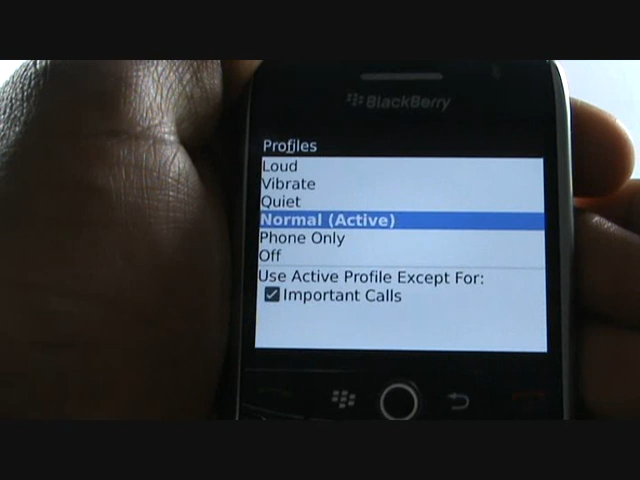 BlackBerry
Profiles
Loud
Vibrate
Quiet
Normal (Active)
Phone Only
Off
Use Active Profile Except For:
Important Calls